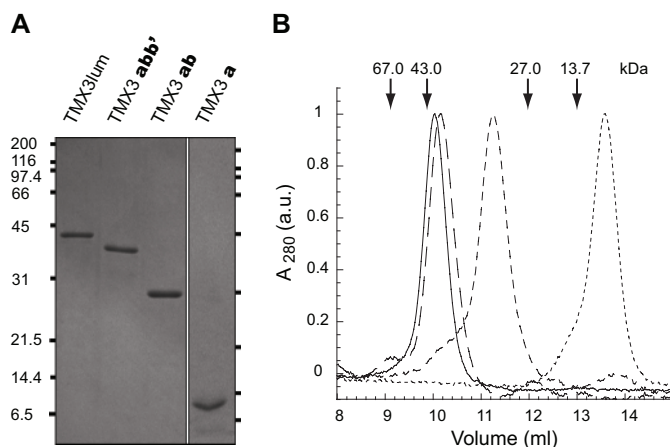 A
TMX3lum
TMX3 abb’
TMX3 ab
TMX3 a
200
116
97.4
66
45
31
21.5
14.4
6.5
B
67.0 43.0 27.0 13.7 kDa
1
0.8
0.6
0.4
0.2
0
A 280 (a.u.)
8 9 10 11 12 13 14
Volume (ml)